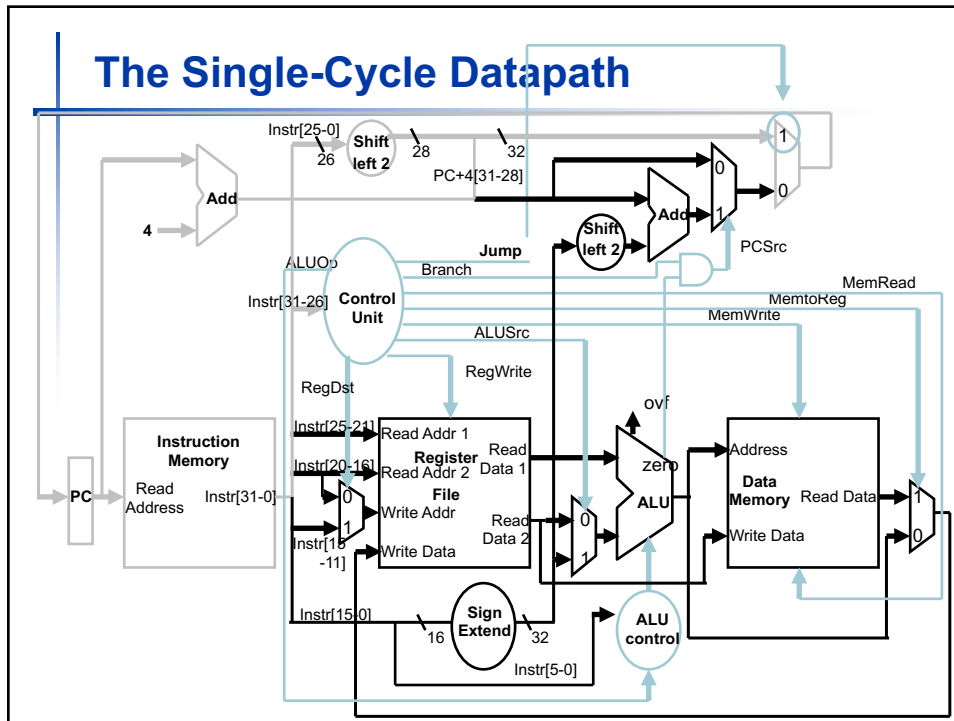 The Single-Cycle Datapath
Instr[25-0]
26
Shift
left 2
28
32
1
PC+4[31-28]
0
Add
4
Add
1
0
Shift
left 2
PCSrc
Jump
ALUOp
Branch
MemRead
Instr[31-26]
Control
Unit
MemtoReg
MemWrite
ALUSrc
RegWrite
RegDst
ovf
Instr[25-21]
Read Addr 1
Instruction
Memory
Register
Read
Data 1
Address
zero
Instr[20-16]
Read Addr 2
PC
Read
Address
Instr[31-0]
0
File
Data
Memory
Read Data
1
ALU
Write Addr
1
Read
Data 2
0
Write Data
0
Instr[15
-11]
Write Data
1
Instr[15-0]
16
Sign
Extend
32
ALU
control
Instr[5-0]